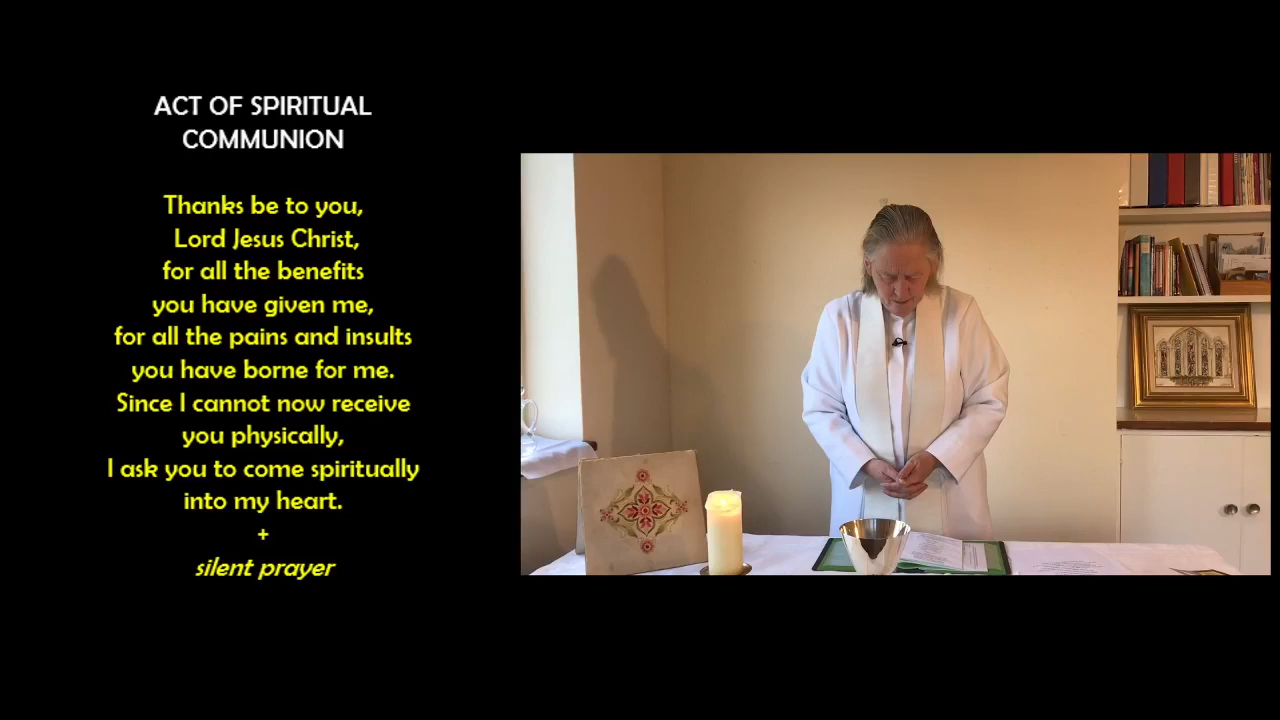 ACT OF SPIRITUAL
COMMUNION
Thanks be to you,
Lord Jesus Christ,
for all the benefits
you have given me,
for all the pains and insults
you have borne for me.
Since I cannot now receive
you physically,
I ask you to come spiritually
into my heart.
+
silent prayer